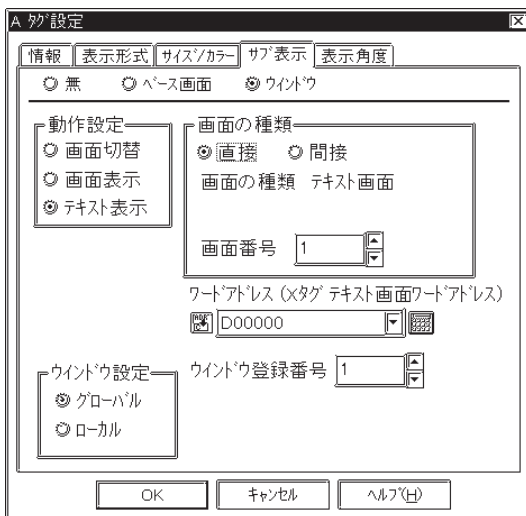 A ﾀｸﾞ設定
情報 表示形式 ｻｲｽﾞ/ｶﾗｰ ｻﾌﾞ表示 表示角度
無 ﾍﾞｰｽ画面 ｳｲﾝﾄﾞｳ
動作設定
画面切替
画面表示
ﾃｷｽﾄ表示
画面の種類
直接 間接
画面の種類 ﾃｷｽﾄ画面
画面番号 1
ﾜｰﾄﾞｱﾄﾞﾚｽ (Xﾀｸﾞ ﾃｷｽﾄ画面ﾜｰﾄﾞｱﾄﾞﾚｽ)
D00000
ｳｲﾝﾄﾞｳ設定
ｸﾞﾛｰﾊﾞﾙ
ﾛｰｶﾙ
ｳｲﾝﾄﾞｳ登録番号 1
OK ｷｬﾝｾﾙ ﾍﾙﾌﾟ(H)